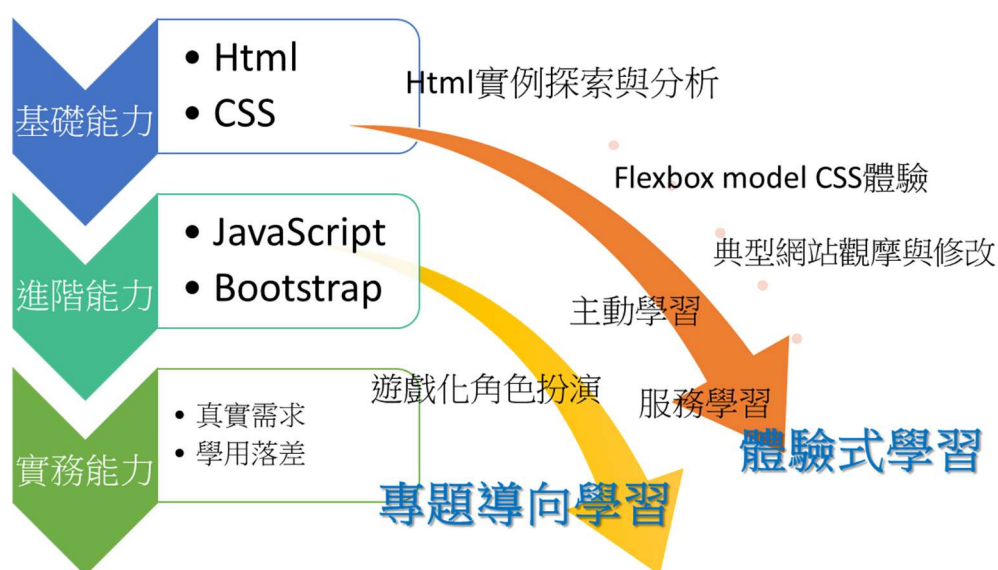 基礎能力
• Html
• CSS
進階能力
• JavaScript
• Bootstrap
實務能力
• 真實需求
• 學用落差
Html實例探索與分析
Flexbox model CSS體驗
典型網站觀摩與修改
主動學習
服務學習
體驗式學習
遊戲化角色扮演
專題導向學習